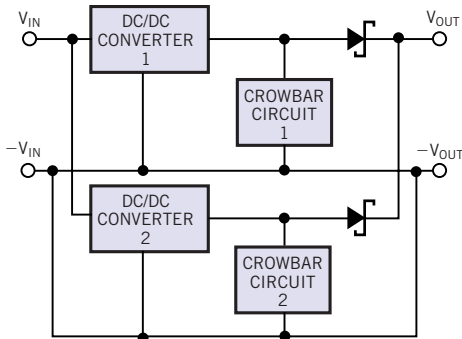 V_IN
DC/DC
CONVERTER
1
V_OUT
CROWBAR
CIRCUIT
1
−V_IN
−V_OUT
DC/DC
CONVERTER
2
CROWBAR
CIRCUIT
2